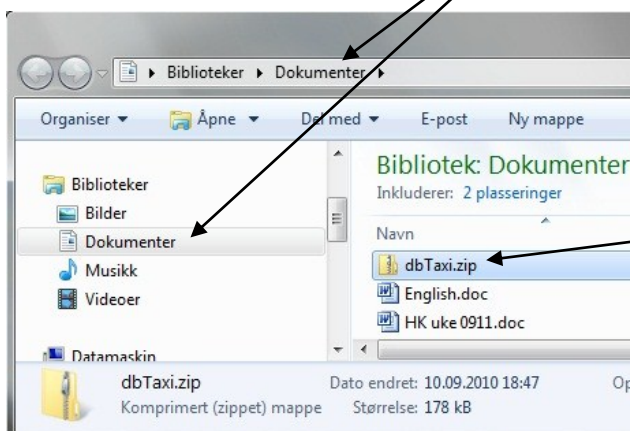 Biblioteker Dokumenter
Organiser Åpne Del med E-post Ny mappe
Biblioteker
Bilder
Dokumenter
Musikk
Videoer
Datamaskin
Bibliotek: Dokumenter
Inkluderer: 2 plasseringer
Navn
dbTaxi.zip
English.doc
HK uke 0911.doc
dbTaxi.zip Dato endret: 10.09.2010 18:47
Komprimert (zippet) mappe Størrelse: 178 kB